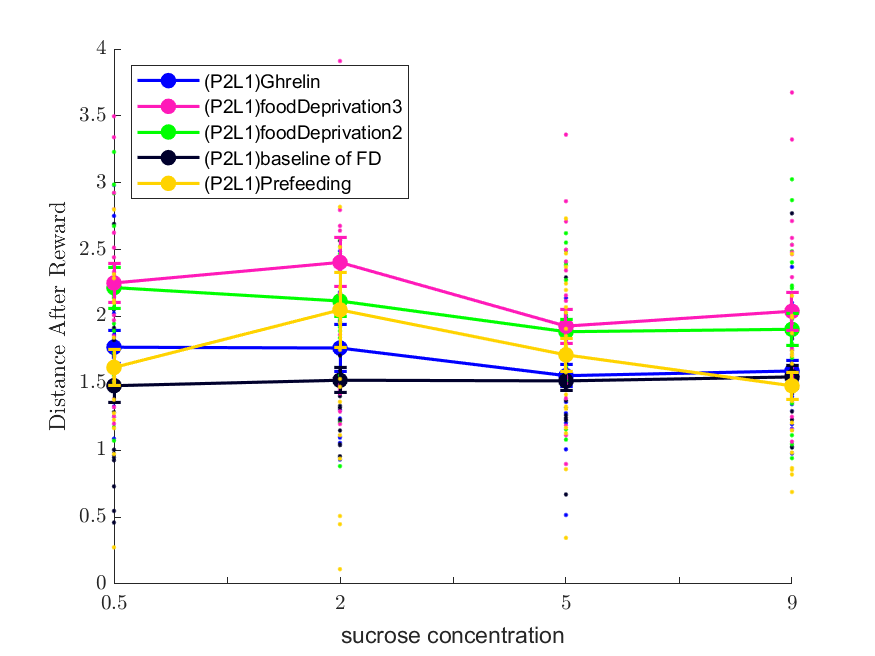 4
3.5
3
2.5
2
1.5
1
0.5
0
Distance After Reward
(P2L1)Ghrelin
(P2L1)foodDeprivation3
(P2L1)foodDeprivation2
(P2L1)baseline of FD
(P2L1)Prefeeding
0.5 2 5 9
sucrose concentration